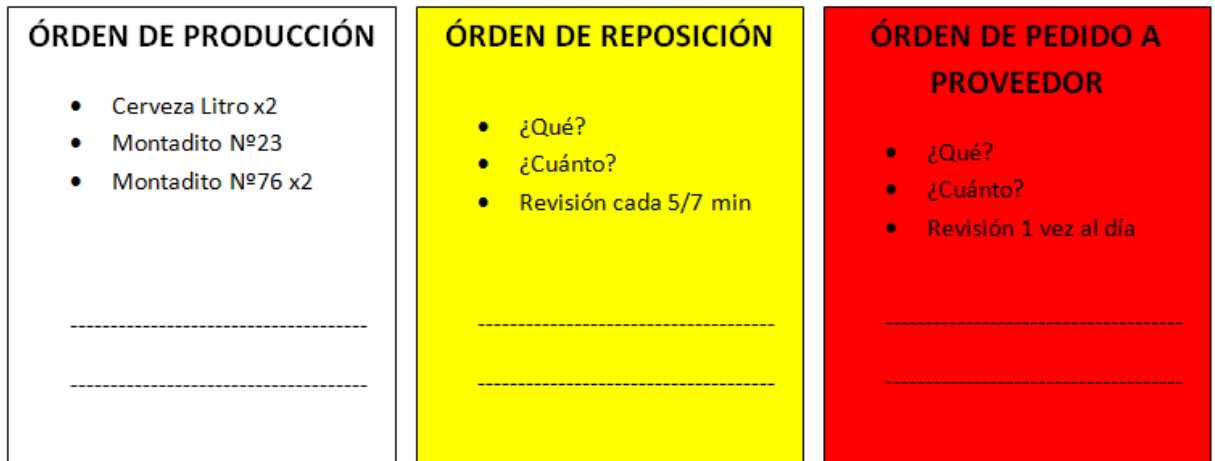 ÓRDEN DE PRODUCCIÓN
• Cerveza Litro x2
• Montadito Nº23
• Montadito Nº76 x2
ÓRDEN DE REPOSICIÓN
• ¿Qué?
• ¿Cuánto?
• Revisión cada 5/7 min
ÓRDEN DE PEDIDO A
PROVEEDOR
• ¿Qué?
• ¿Cuánto?
• Revisión 1 vez al día